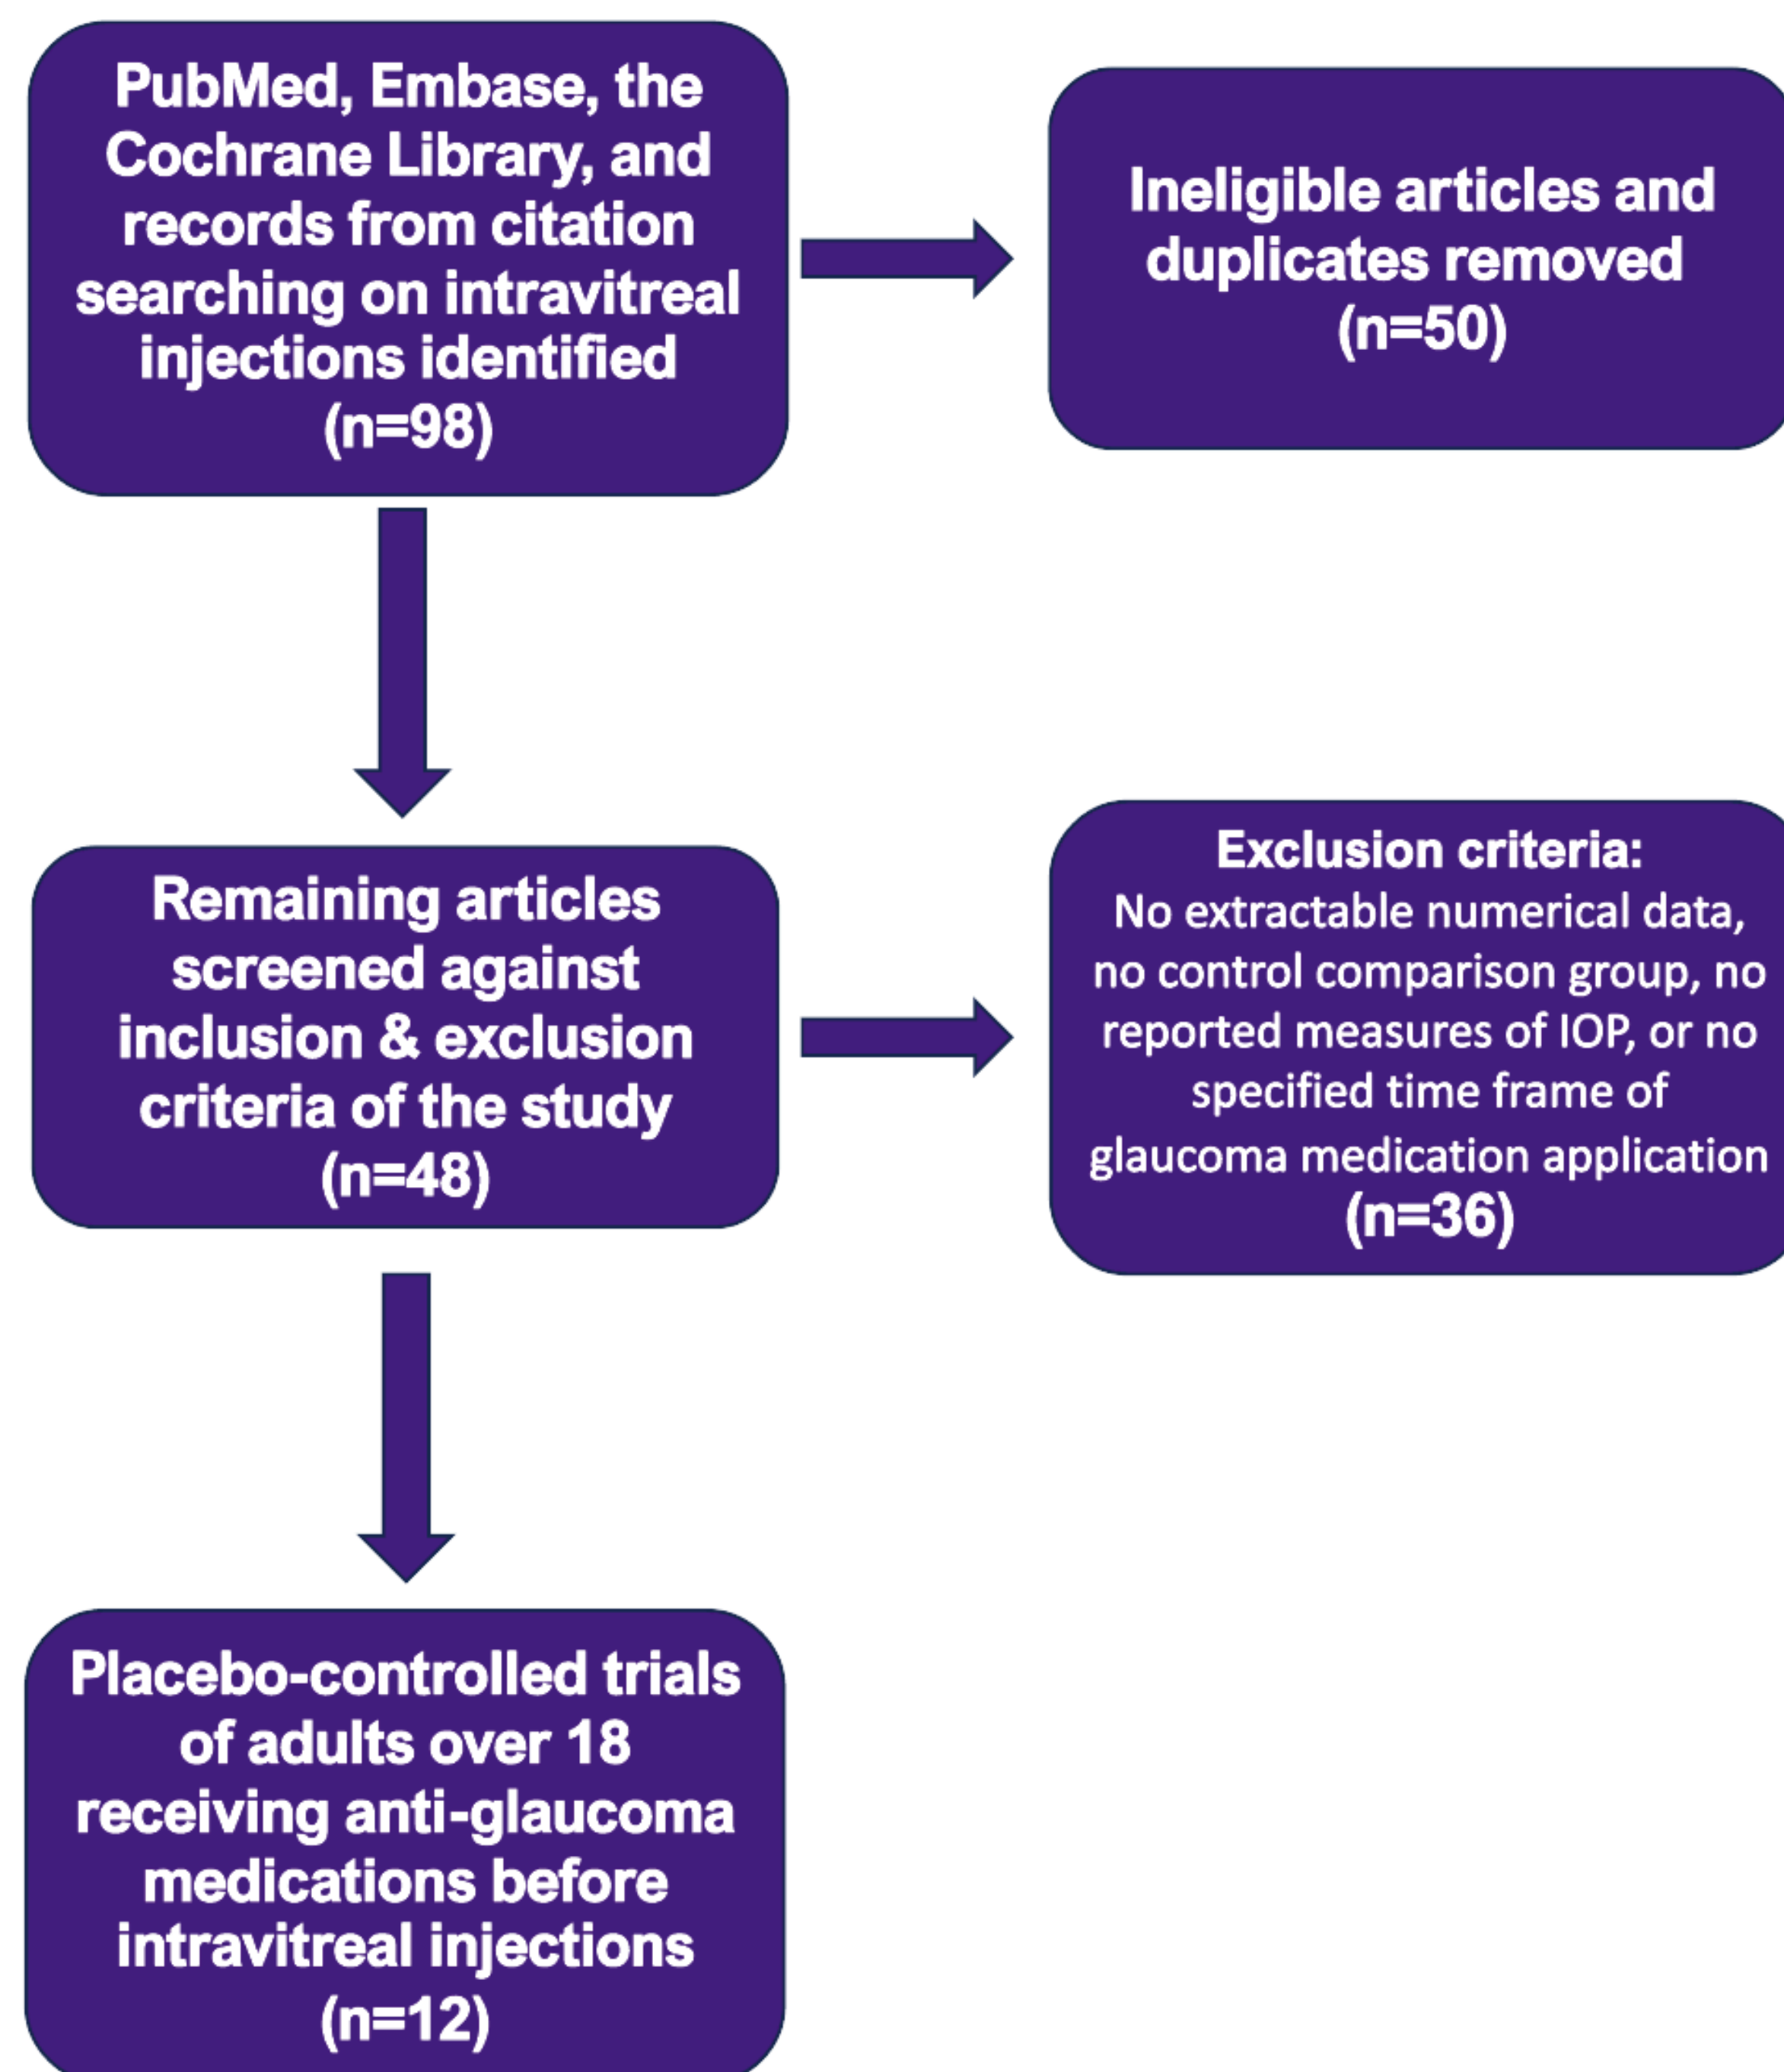 PubMed, Embase, the
Cochrane Library, and
records from citation
searching on intravitreal
injections identified
(n=98)
Ineligible articles and
duplicates removed
(n=50)
Remaining articles
screened against
inclusion & exclusion
criteria of the study
(n=48)
Exclusion criteria:
No extractable numerical data,
no control comparison group, no
reported measures of IOP, or no
specified time frame of
glaucoma medication application
(n=36)
Placebo-controlled trials
of adults over 18
receiving anti-glaucoma
medications before
intravitreal injections
(n=12)